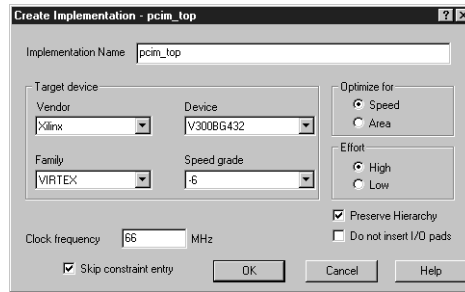 Create Implementation - pcim_top
Implementation Name pcim_top
Target device
Vendor Device
Xilinx V300BG432
Family Speed grade
VIRTEX -6
Optimize for
Speed
Area
Effort
High
Low
Preserve Hierarchy
Clock frequency 66 MHz
Do not insert I/O pads
Skip constraint entry OK Cancel Help